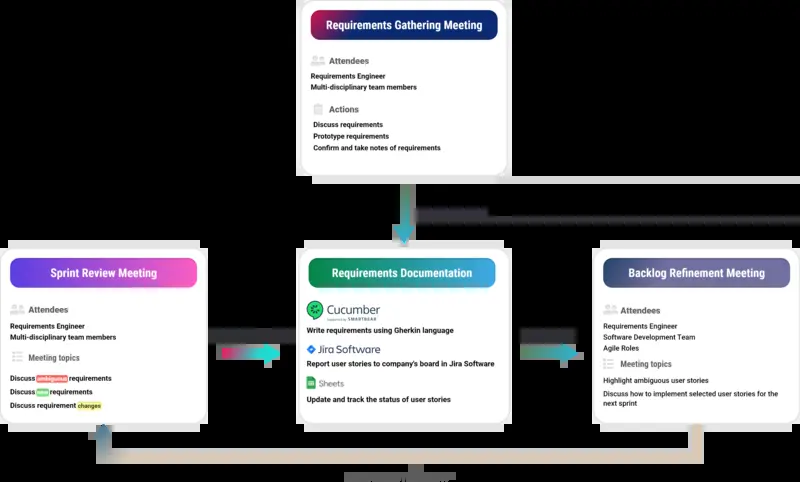 Requirements Gathering Meeting
Attendees
Requirements Engineer
Multi-disciplinary team members
Actions
Discuss requirements
Prototype requirements
Confirm and take notes of requirements
Sprint Review Meeting
Attendees
Requirements Engineer
Multi-disciplinary team members
Meeting topics
Discuss ambiguous requirements
Discuss new requirements
Discuss requirement changes
Requirements Documentation
Cucumber
SMARTBEAR
Write requirements using Gherkin language
Jira Software
Report user stories to company's board in Jira Software
Sheets
Update and track the status of user stories
Backlog Refinement Meeting
Attendees
Requirements Engineer
Software Development Team
Agile Roles
Meeting topics
Highlight ambiguous user stories
Discuss how to implement selected user stories for the
next sprint